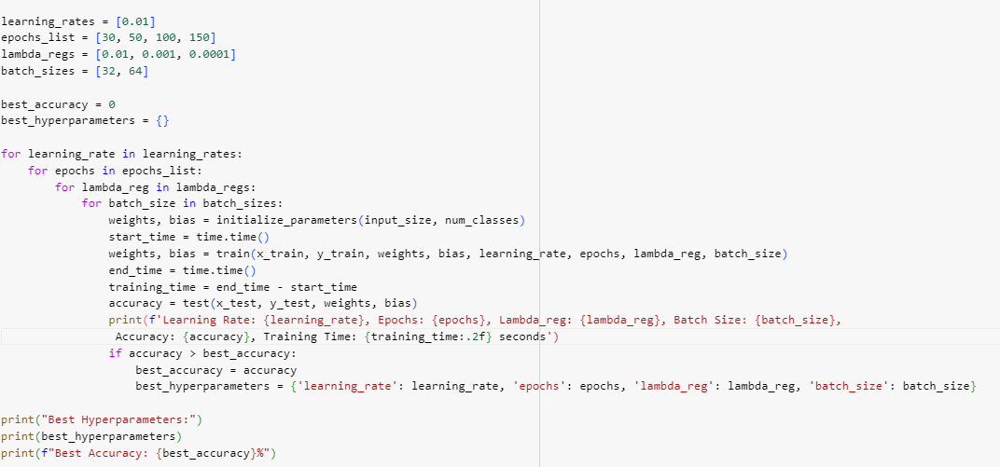 learning_rates = [0.01]
epochs_list = [30, 50, 100, 150]
lambda_regs = [0.01, 0.001, 0.0001]
batch_sizes = [32, 64]

best_accuracy = 0
best_hyperparameters = {}

for learning_rate in learning_rates:
    for epochs in epochs_list:
        for lambda_reg in lambda_regs:
            for batch_size in batch_sizes:
                weights, bias = initialize_parameters(input_size, num_classes)
                start_time = time.time()
                weights, bias = train(x_train, y_train, weights, bias, learning_rate, epochs, lambda_reg, batch_size)
                end_time = time.time()
                training_time = end_time - start_time
                accuracy = test(x_test, y_test, weights, bias)
                print(f'Learning Rate: {learning_rate}, Epochs: {epochs}, Lambda_reg: {lambda_reg}, Batch Size: {batch_size},
                 Accuracy: {accuracy}, Training Time: {training_time:.2f} seconds')
                if accuracy > best_accuracy:
                    best_accuracy = accuracy
                    best_hyperparameters = {'learning_rate': learning_rate, 'epochs': epochs, 'lambda_reg': lambda_reg, 'batch_size': batch_size}

print("Best Hyperparameters:")
print(best_hyperparameters)
print(f"Best Accuracy: {best_accuracy}%")